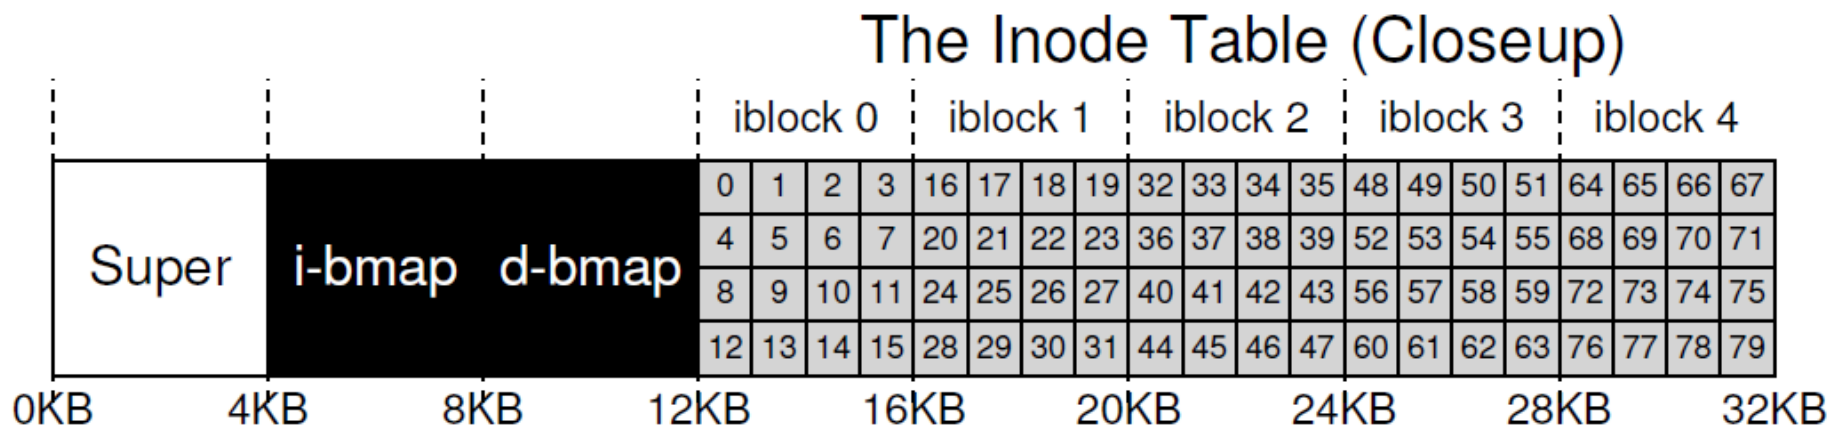 The Inode Table (Closeup)
iblock 0 iblock 1 iblock 2 iblock 3 iblock 4
0 1 2 3 16 17 18 19 32 33 34 35 48 49 50 51 64 65 66 67
4 5 6 7 20 21 22 23 36 37 38 39 52 53 54 55 68 69 70 71
Super i-bmap d-bmap
8 9 10 11 24 25 26 27 40 41 42 43 56 57 58 59 72 73 74 75
12 13 14 15 28 29 30 31 44 45 46 47 60 61 62 63 76 77 78 79
0KB 4KB 8KB 12KB 16KB 20KB 24KB 28KB 32KB